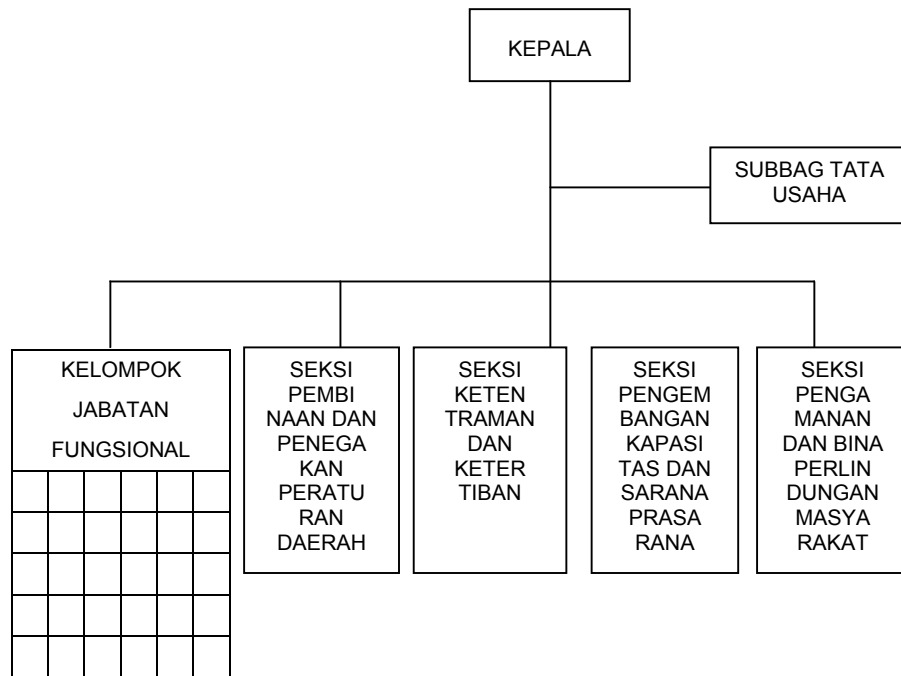 KEPALA
SUBBAG TATA
USAHA
KELOMPOK
JABATAN
FUNGSIONAL
SEKSI
PEMBI
NAAN DAN
PENEGA
KAN
PERATU
RAN
DAERAH
SEKSI
KETEN
TRAMAN
DAN
KETER
TIBAN
SEKSI
PENGEM
BANGAN
KAPASI
TAS DAN
SARANA
PRASA
RANA
SEKSI
PENGA
MANAN
DAN BINA
PERLIN
DUNGAN
MASYA
RAKAT